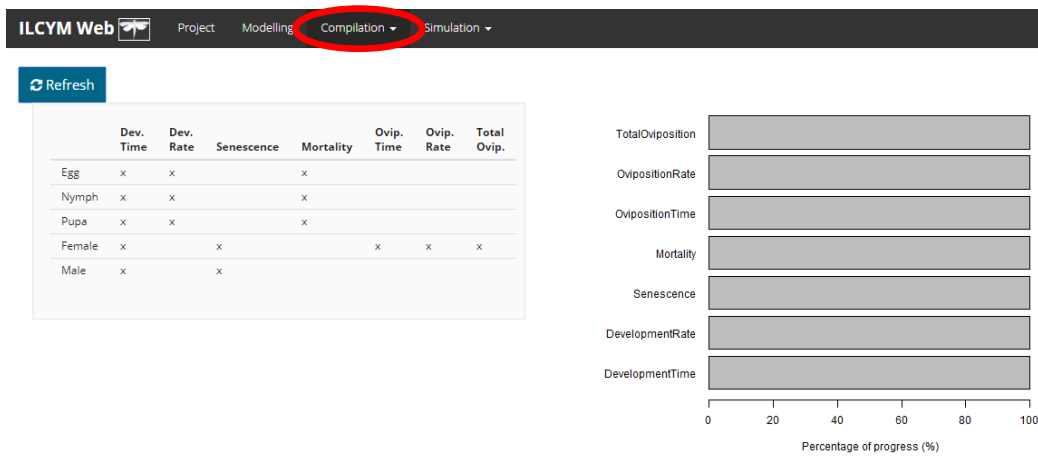 ILCYM Web Project Modelling Compilation Simulation
Refresh
Dev. Time Dev. Rate Senescence Mortality Ovip. Time Ovip. Rate Total Ovip.
Egg x x x
Nymph x x x
Pupa x x x
Female x x x x x
Male x x
TotalOviposition
OvipositionRate
OvipositionTime
Mortality
Senescence
DevelopmentRate
DevelopmentTime
0 20 40 60 80 100
Percentage of progress (%)